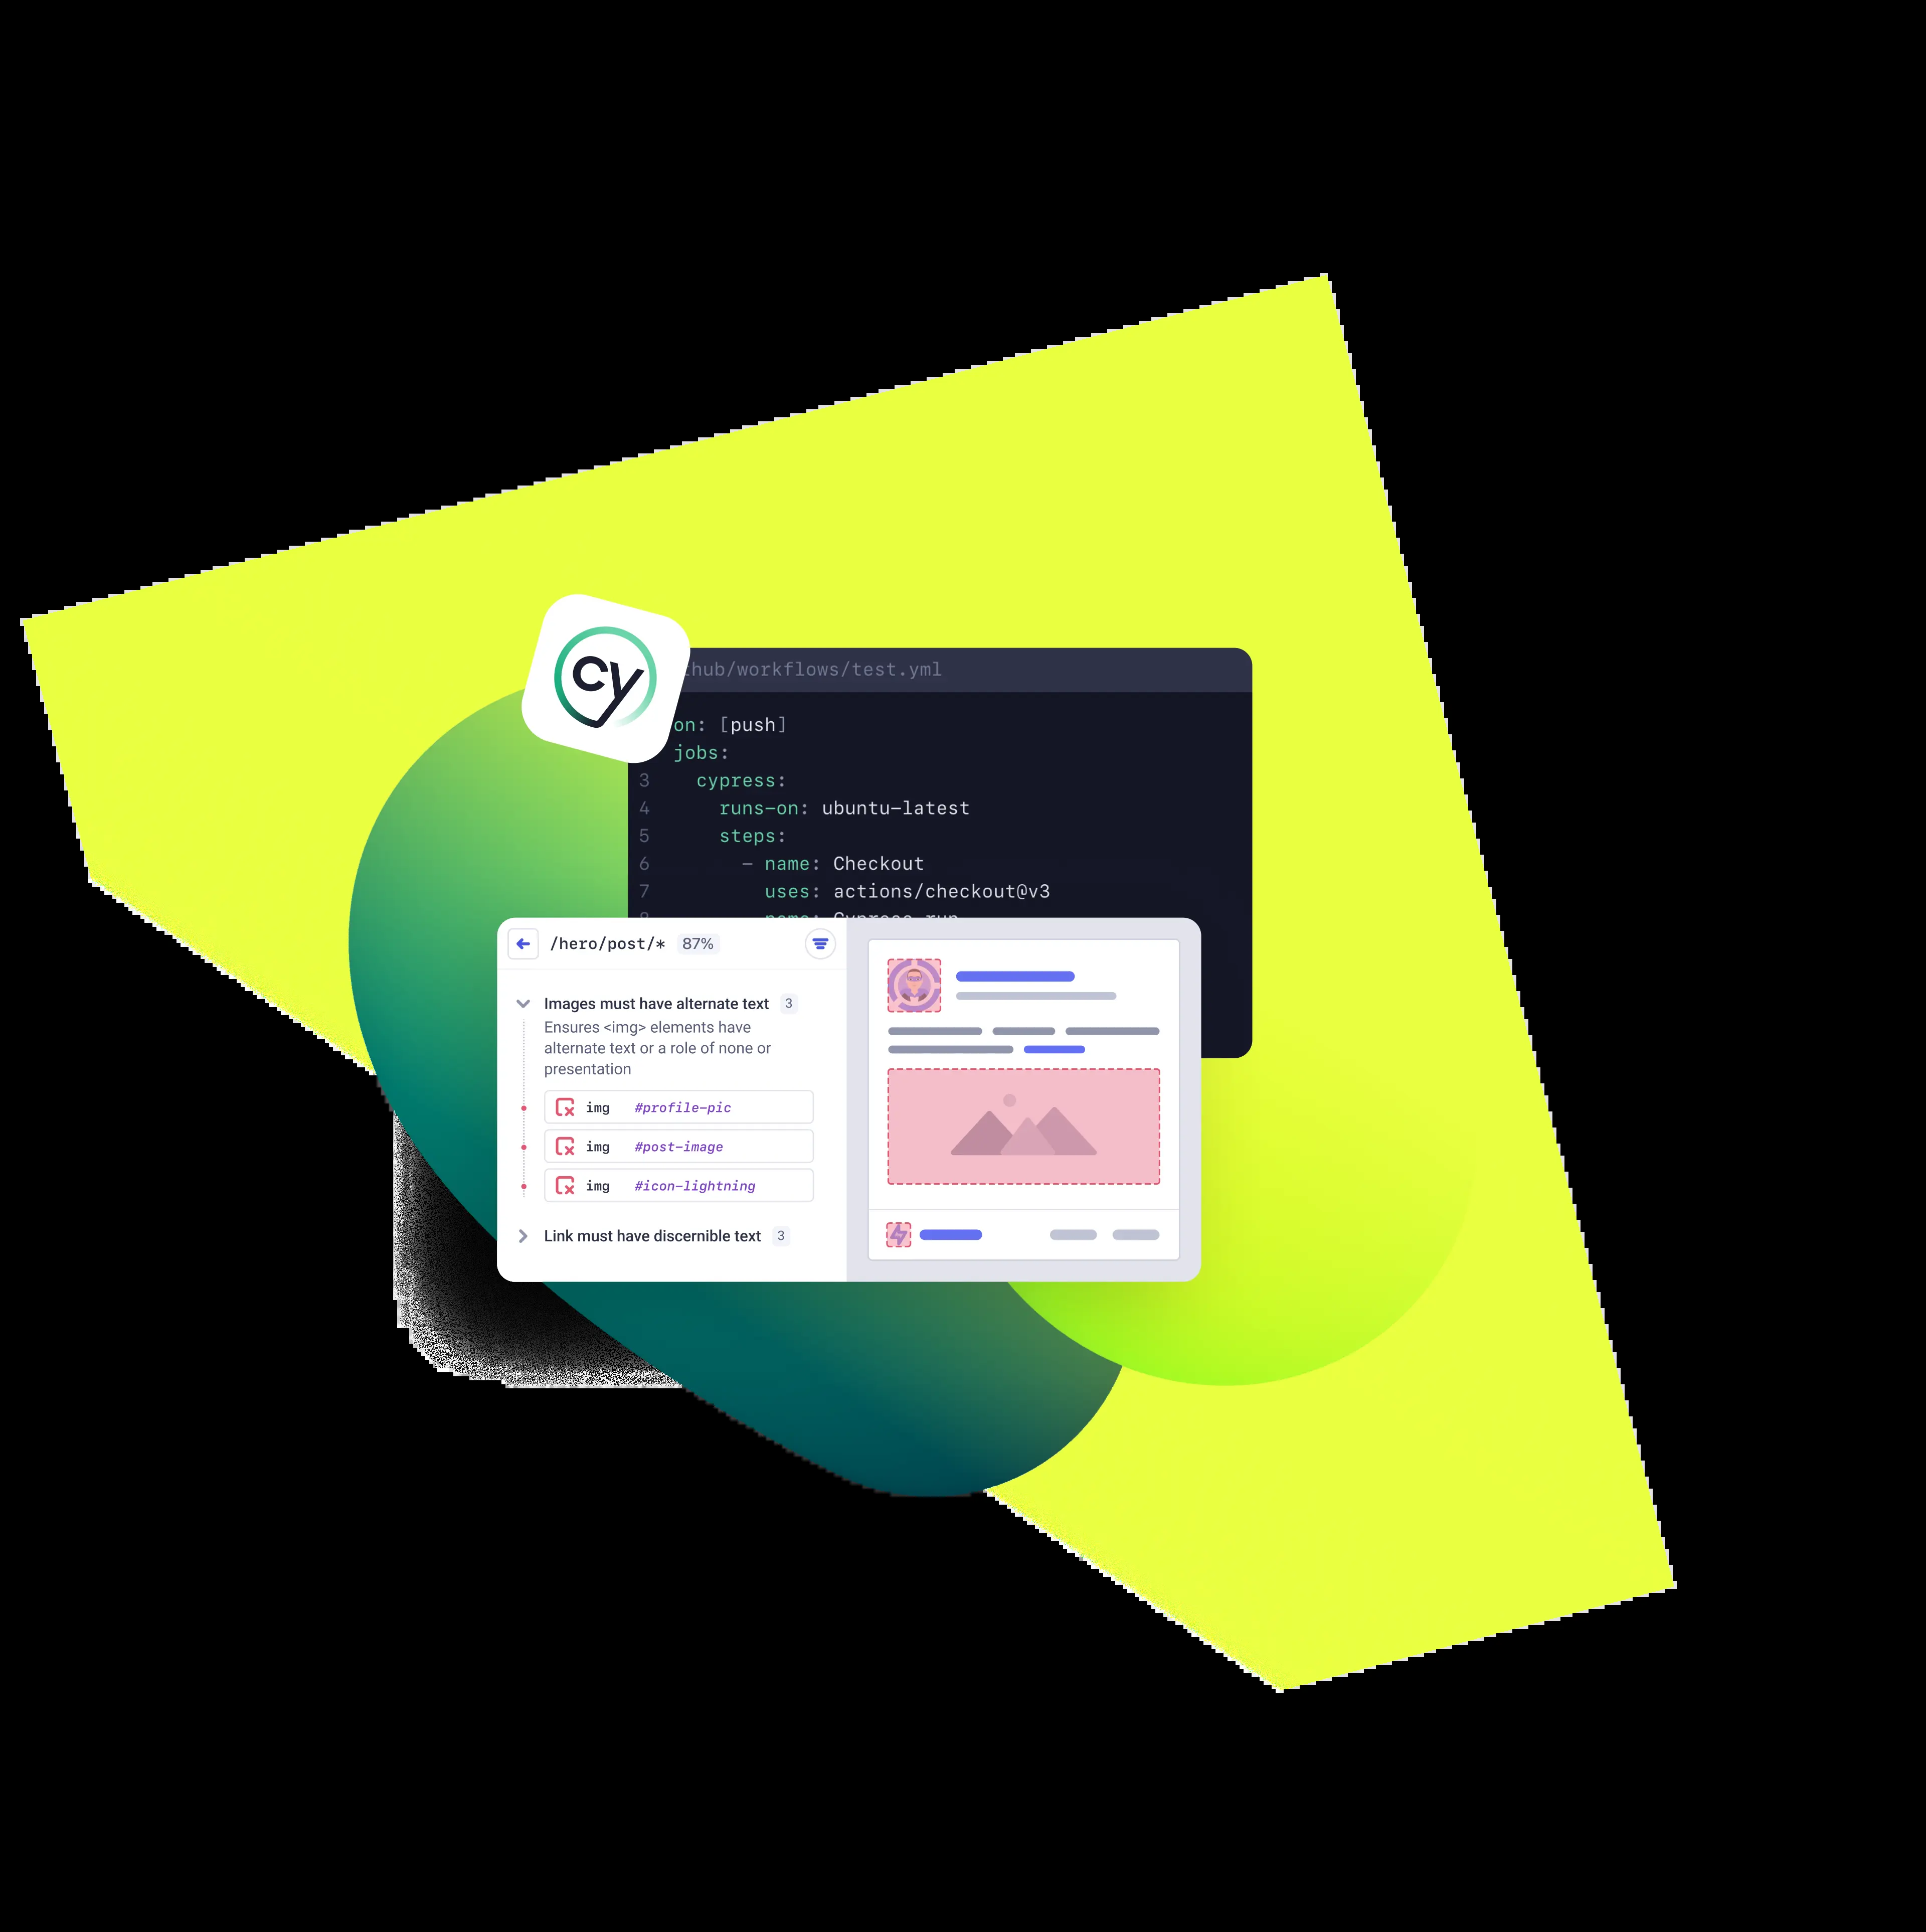 cy
hub/workflows/test.yml
on: [push]
jobs:
3 cypress:
4 runs-on: ubuntu-latest
5 steps:
6 - name: Checkout
7 uses: actions/checkout@v3
/hero/post/* 87%
Images must have alternate text 3
Ensures <img> elements have
alternate text or a role of none or
presentation
img #profile-pic
img #post-image
img #icon-lightning
Link must have discernible text 3